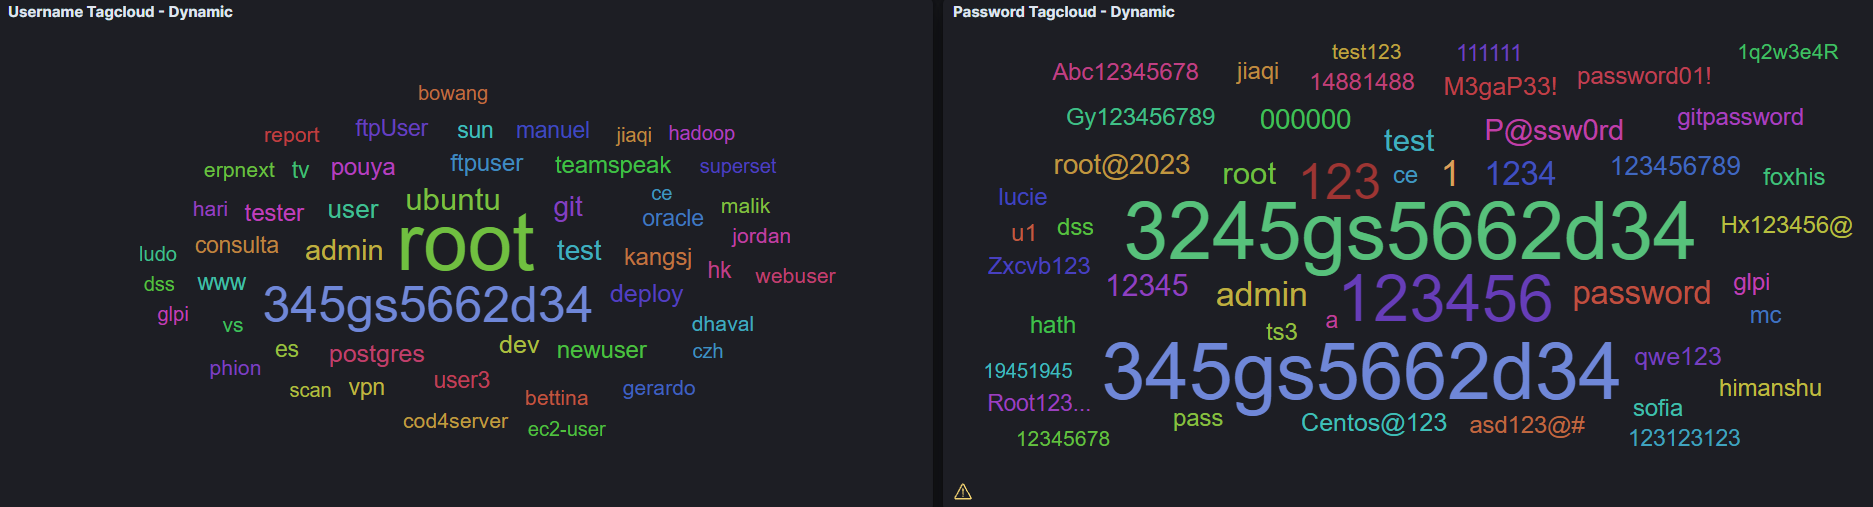 Username Tagcloud - Dynamic
bowang
report ftpUser sun manuel jiaqi hadoop
erpnext tv pouya ftpuser teamspeak superset
hari tester user ubuntu git ce oracle malik
ludo consulta admin root test kangsj hk jordan
dss www 345gs5662d34 deploy webuser
glpi vs dhaval
es postgres dev newuser czh
phion scan vpn user3 bettina gerardo
cod4server ec2-user
Password Tagcloud - Dynamic
test123 111111 1q2w3e4R
Abc12345678 jiaqi 14881488 M3gaP33! password01!
Gy123456789 000000 test P@ssw0rd gitpassword
root@2023 root 123 ce 1 1234 123456789 foxhis
lucie
u1 dss 3245gs5662d34 Hx123456@
Zxcvb123 12345 admin 123456 password glpi
hath ts3 a mc
19451945 345gs5662d34 qwe123
Root123... himanshu
12345678 pass Centos@123 asd123@# sofia
123123123